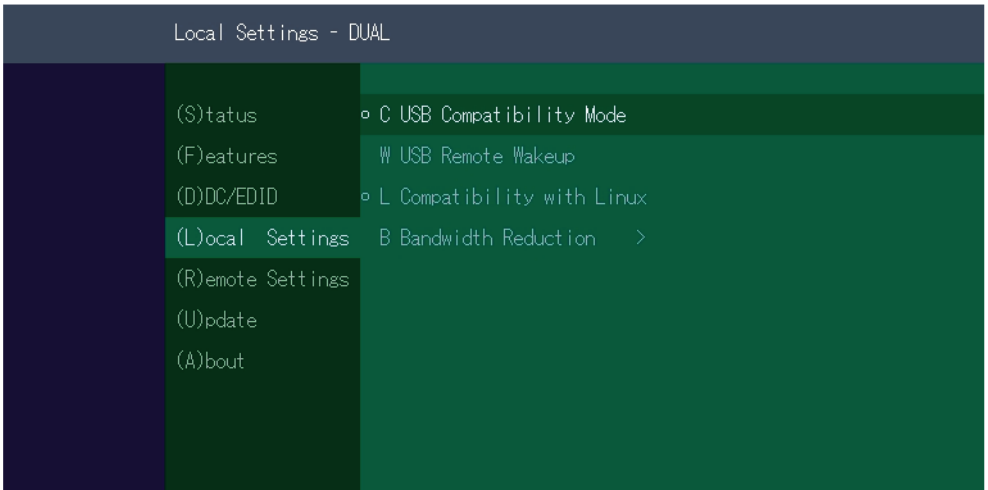 Local Settings - DUAL
(S)tatus
(F)eatures
(D)DC/EDID
(L)ocal Settings
(R)emote Settings
(U)pdate
(A)bout
C USB Compatibility Mode
W USB Remote Wakeup
L Compatibility with Linux
B Bandwidth Reduction >